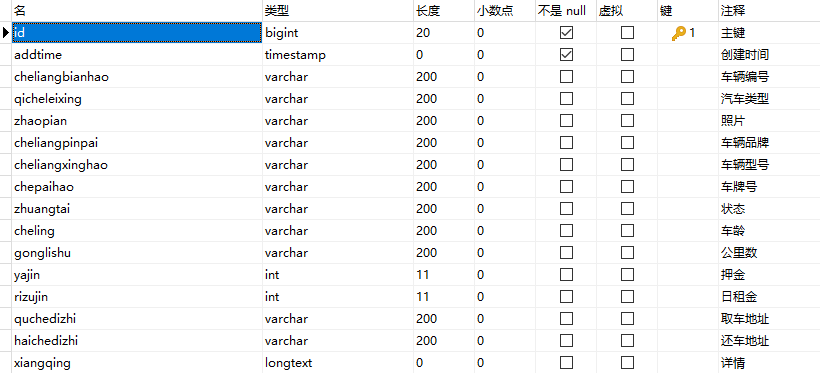 名 类型 长度 小数点 不是 null 虚拟 键 注释
id bigint 20 0 1 主键
addtime timestamp 0 0 创建时间
cheliangbianhao varchar 200 0 车辆编号
qicheleixing varchar 200 0 汽车类型
zhaopian varchar 200 0 照片
cheliangpinpai varchar 200 0 车辆品牌
cheliangxinghao varchar 200 0 车辆型号
chepaihao varchar 200 0 车牌号
zhuangtai varchar 200 0 状态
cheling varchar 200 0 车龄
gonglishu varchar 200 0 公里数
yajin int 11 0 押金
rizujin int 11 0 日租金
quchedizhi varchar 200 0 取车地址
haichedizhi varchar 200 0 还车地址
xiangqing longtext 0 0 详情